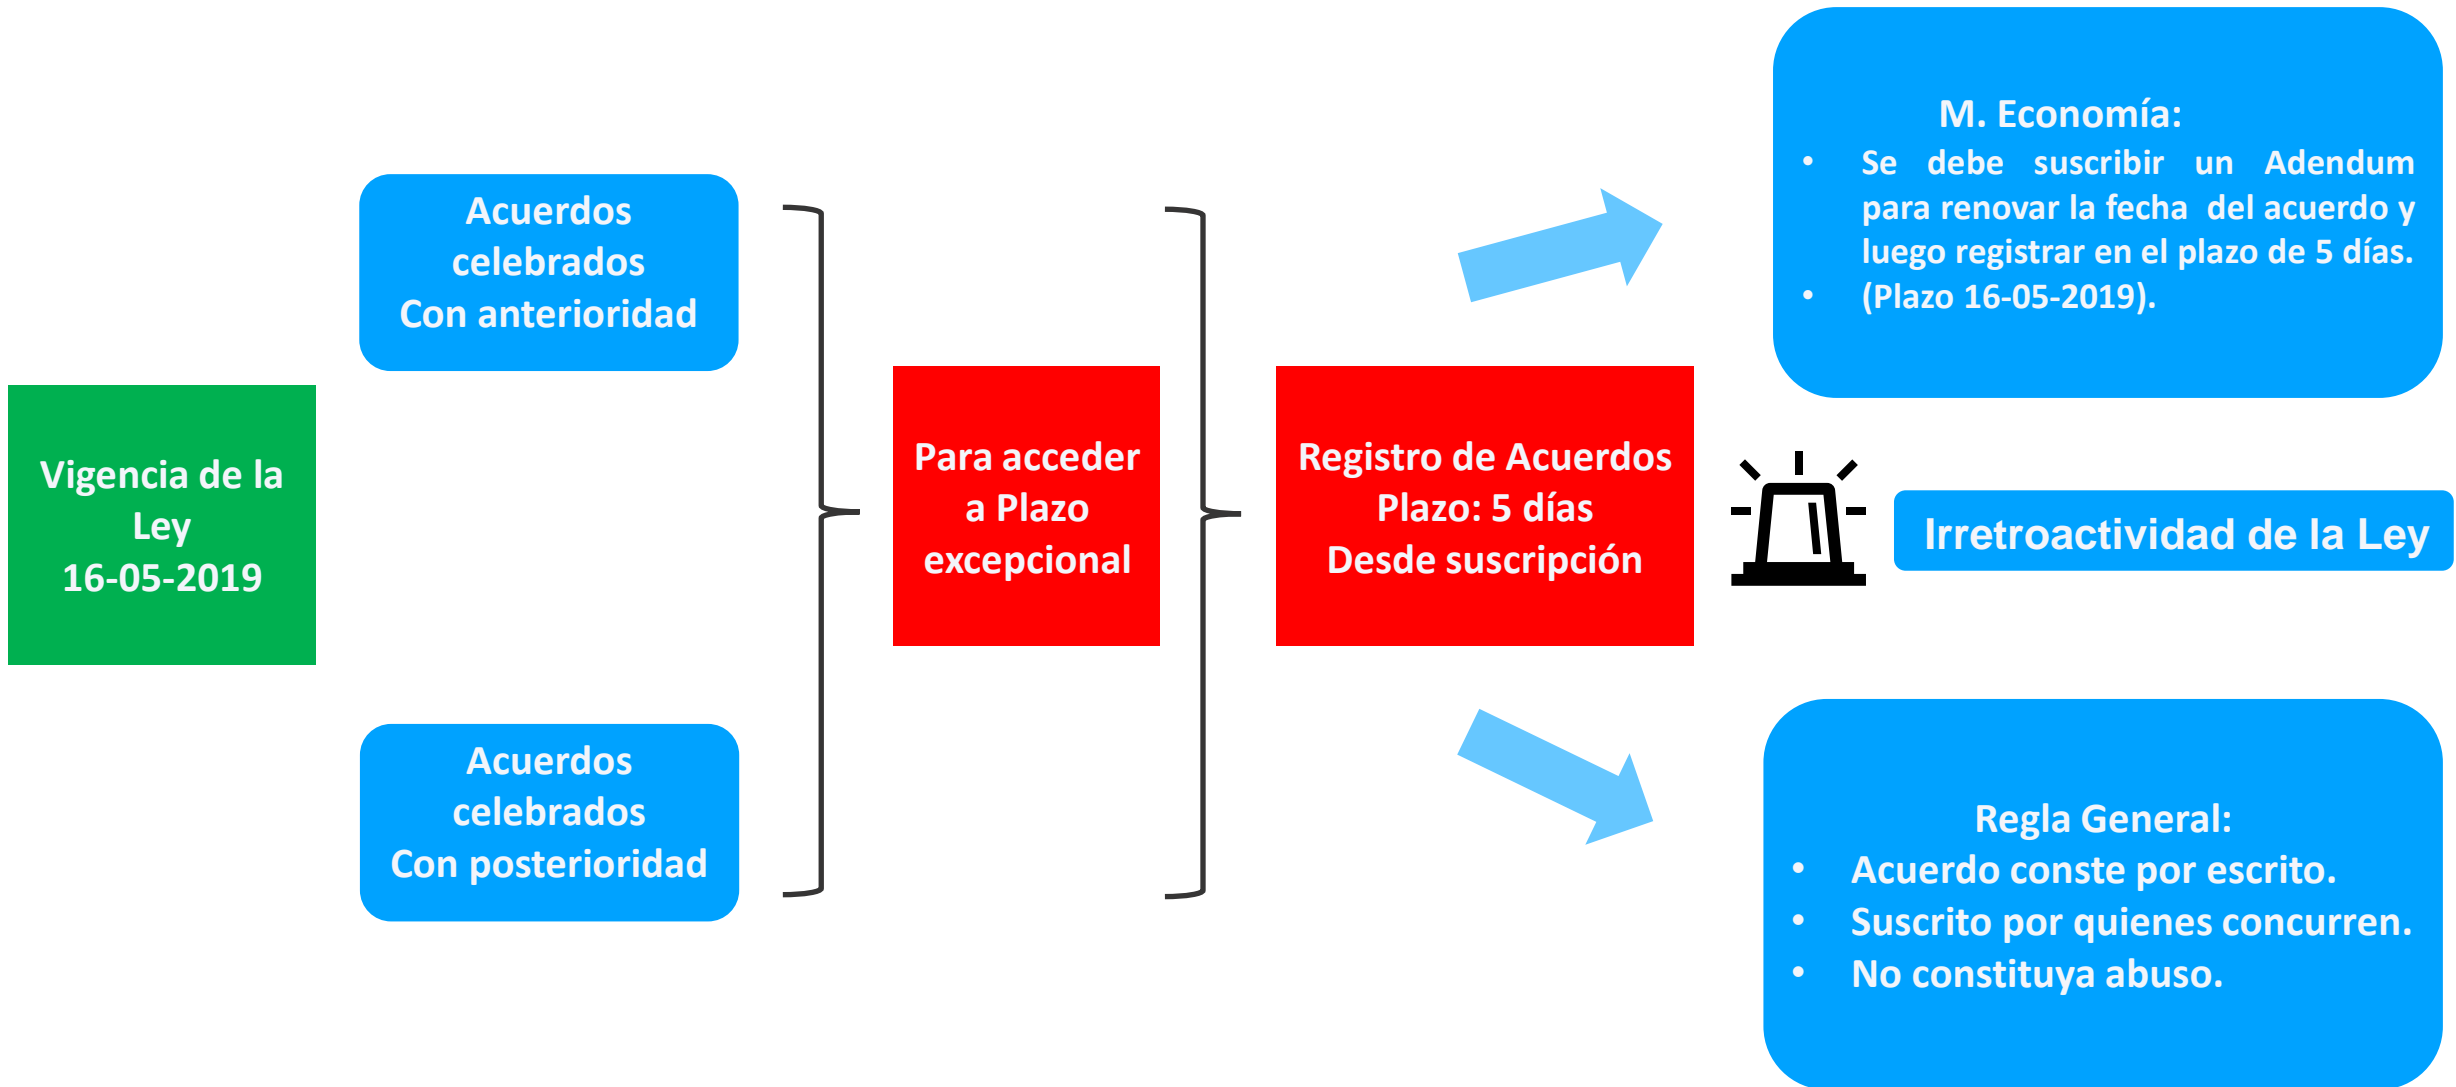 Vigencia de la
Ley
16-05-2019
Acuerdos
celebrados
Con anterioridad
Acuerdos
celebrados
Con posterioridad
Para acceder
a Plazo
excepcional
Registro de Acuerdos
Plazo: 5 días
Desde suscripción
M. Economía:
• Se debe suscribir un Adendum
para renovar la fecha del acuerdo y
luego registrar en el plazo de 5 días.
• (Plazo 16-05-2019).
Irretroactividad de la Ley
Regla General:
• Acuerdo conste por escrito.
• Suscrito por quienes concurren.
• No constituya abuso.